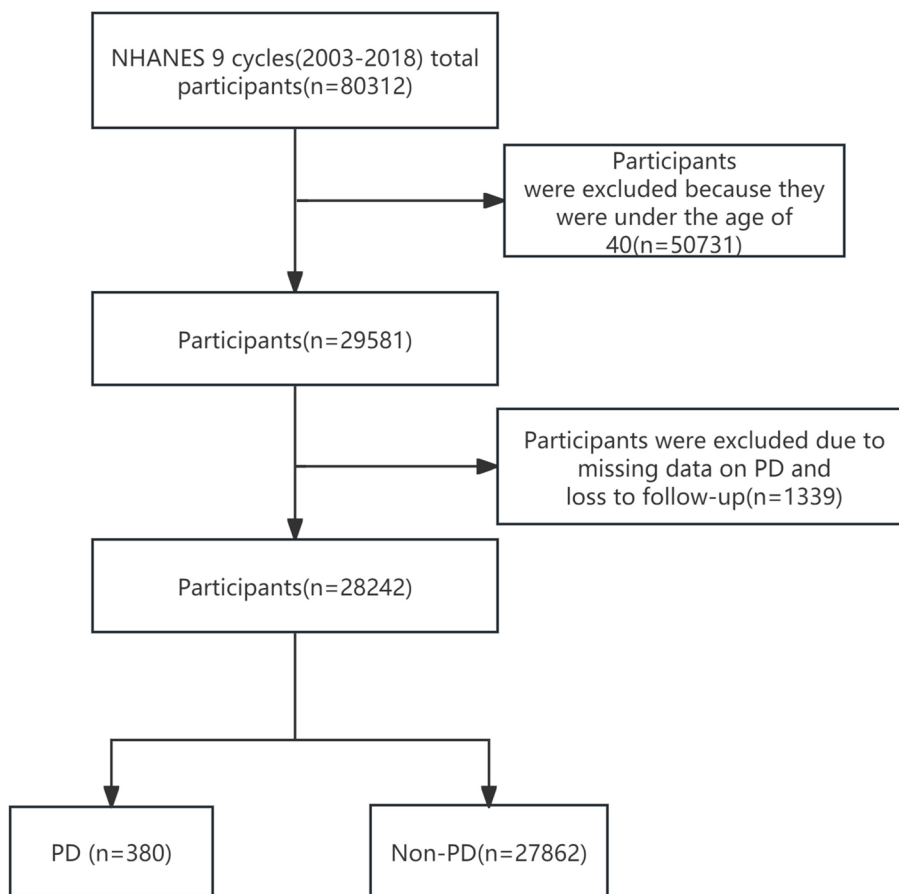 NHANES 9 cycles(2003-2018) total
participants(n=80312)
Participants
were excluded because they
were under the age of
40(n=50731)
Participants(n=29581)
Participants were excluded due to
missing data on PD and
loss to follow-up(n=1339)
Participants(n=28242)
PD (n=380)
Non-PD(n=27862)